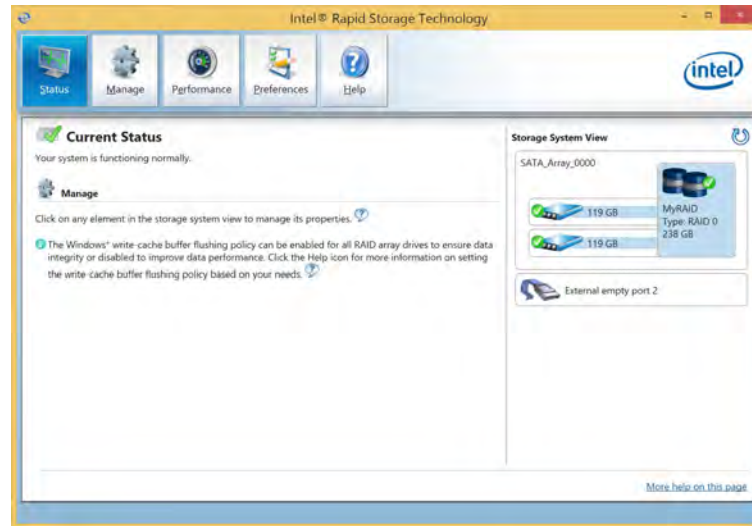 Intel® Rapid Storage Technology
Status
Manage
Performance
Preferences
Help
intel
Current Status
Your system is functioning normally.
Manage
Click on any element in the storage system view to manage its properties.
The Windows* write-cache buffer flushing policy can be enabled for all RAID array drives to ensure data
integrity or disabled to improve data performance. Click the Help icon for more information on setting
the write-cache buffer flushing policy based on your needs.
Storage System View
SATA_Array_0000
119 GB
119 GB
MyRAID
Type: RAID 0
238 GB
External empty port 2
More help on this page